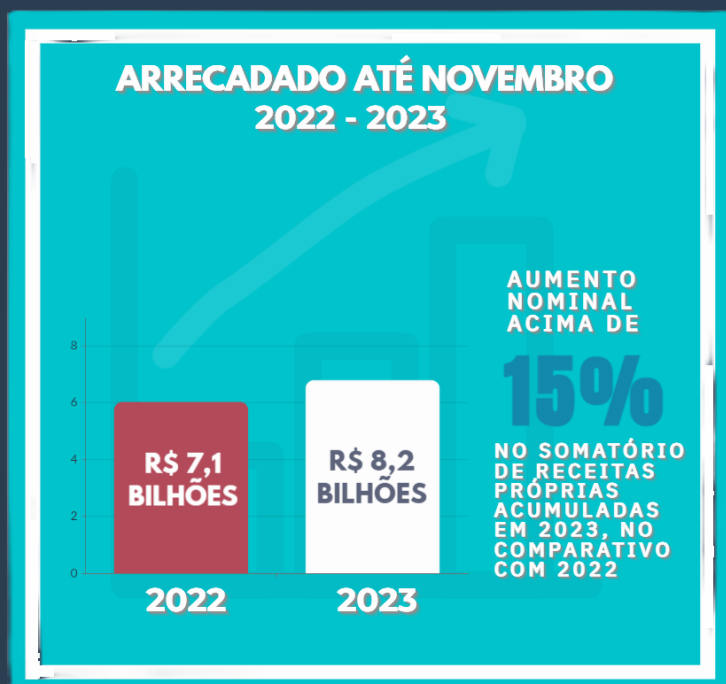 ARRECADADO ATÉ NOVEMBRO
2022 - 2023
AUMENTO
NOMINAL
ACIMA DE
15%
NO SOMATÓRIO
DE RECEITAS
PRÓPRIAS
ACUMULADAS
EM 2023, NO
COMPARATIVO
COM 2022
8
6
4
2
0
R$ 7,1
BILHÕES
R$ 8,2
BILHÕES
2022
2023